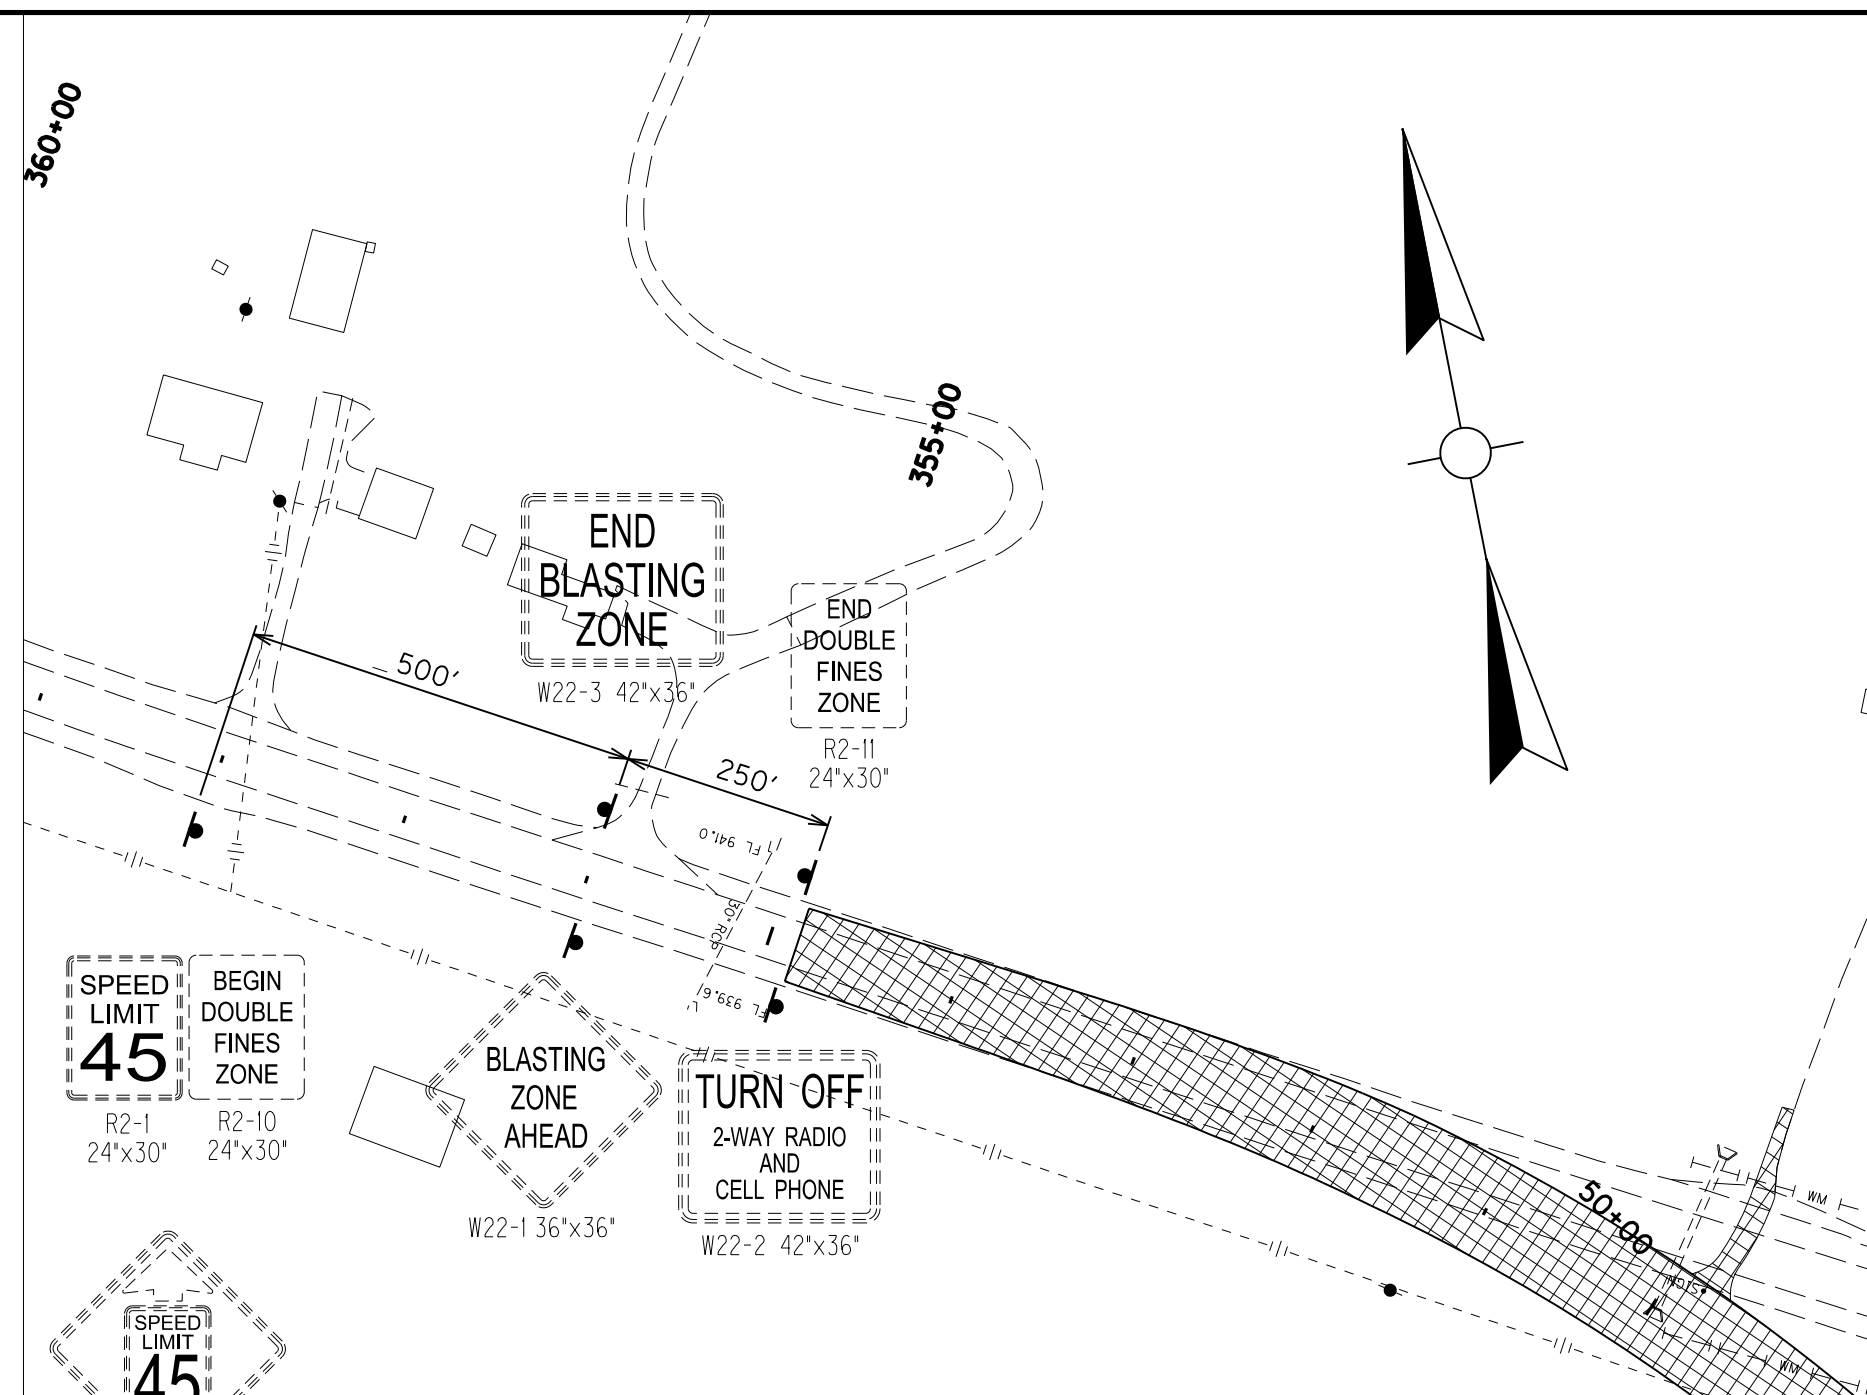 360+00
355+00
END
BLASTING
ZONE
W22-3 42"x36"
END
DOUBLE
FINES
ZONE
R2-11
24"x30"
500'
250'
FL 941.0
30" RCP
FL 939.6
SPEED
LIMIT
45
R2-1
24"x30"
BEGIN
DOUBLE
FINES
ZONE
R2-10
24"x30"
BLASTING
ZONE
AHEAD
W22-1 36"x36"
TURN OFF
2-WAY RADIO
AND
CELL PHONE
W22-2 42"x36"
50+00
WM
SIGN
WM
SPEED
LIMIT
45